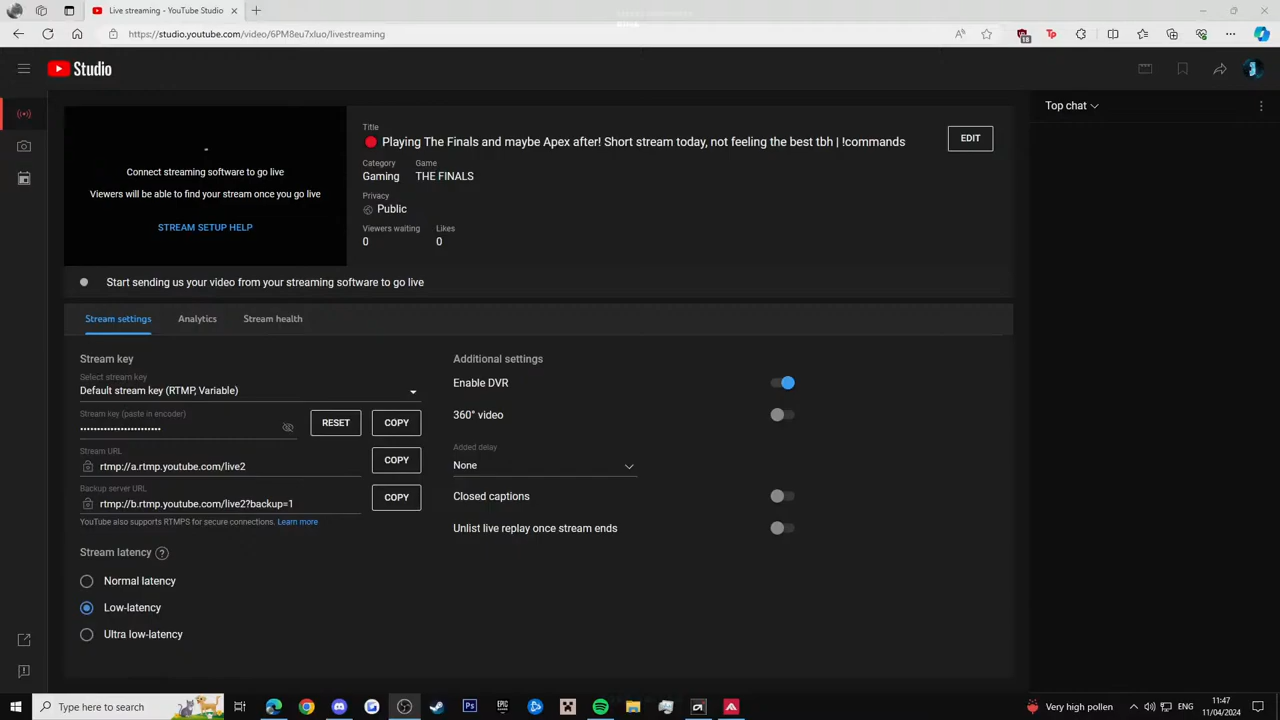 Live streaming - YouTube Studio
https://studio.youtube.com/video/6PM8eu7xluo/livestreaming
18
Studio
Connect streaming software to go live
Viewers will be able to find your stream once you go live
STREAM SETUP HELP
Title
Playing The Finals and maybe Apex after! Short stream today, not feeling the best tbh | !commands
EDIT
Category
Game
Gaming
THE FINALS
Privacy
Public
Viewers waiting
Likes
0
0
Top chat
Start sending us your video from your streaming software to go live
Stream settings
Analytics
Stream health
Stream key
Select stream key
Default stream key (RTMP, Variable)
Stream key (paste in encoder)
RESET
COPY
Stream URL
rtmp://a.rtmp.youtube.com/live2
COPY
Backup server URL
rtmp://b.rtmp.youtube.com/live2?backup=1
COPY
YouTube also supports RTMPS for secure connections. Learn more
Stream latency ?
Normal latency
Low-latency
Ultra low-latency
Additional settings
Enable DVR
360° video
Added delay
None
Closed captions
Unlist live replay once stream ends
Type here to search
Ps
EPIC
Very high pollen
ENG
11:47
11/04/2024